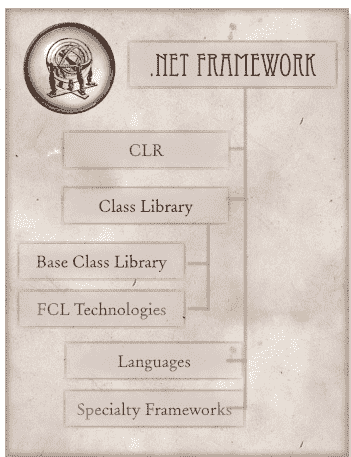 .NET FRAMEWORK
CLR
Class Library
Base Class Library
FCL Technologies
Languages
Specialty Frameworks